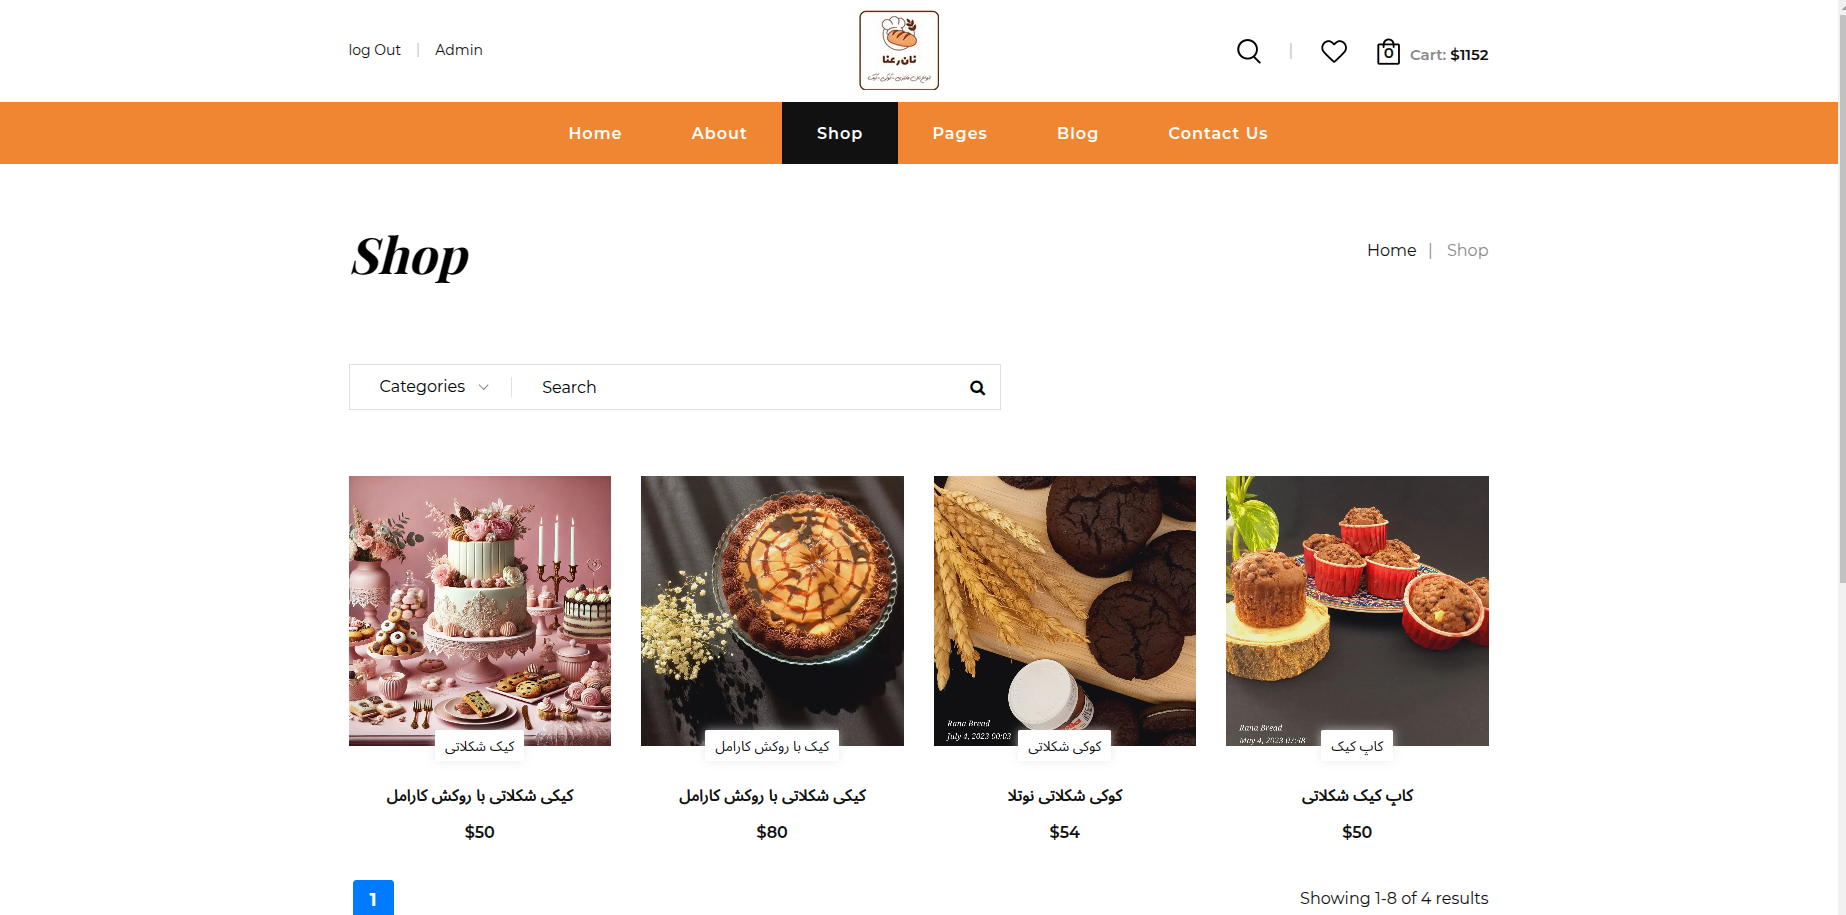 log Out | Admin
نان رعنا
0 Cart: $1152
Home About Shop Pages Blog Contact Us
Shop
Home | Shop
Categories Search
Rana Bread
July 4, 2023 00:03
Rana Bread
May 4, 2023 07:48
کیک شکلاتی
کیک با روکش کارامل
کوکی شکلاتی
کاپ کیک
کیکی شکلاتی با روکش کارامل
کیکی شکلاتی با روکش کارامل
کوکی شکلاتی نوتلا
کاپ کیک شکلاتی
$50
$80
$54
$50
1
Showing 1-8 of 4 results